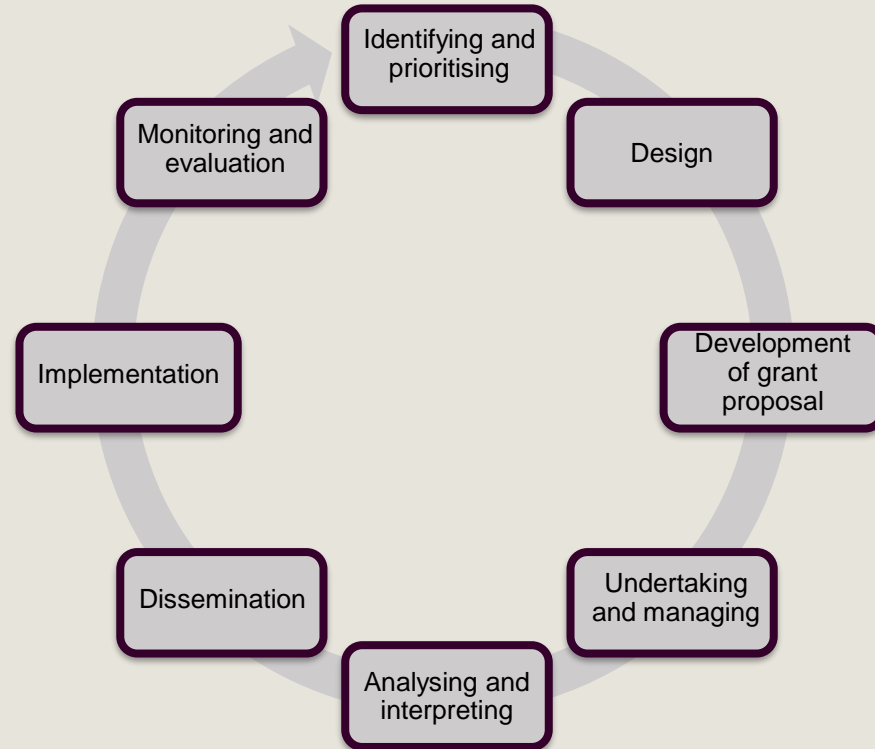 Identifying and
prioritising
Design
Development
of grant
proposal
Undertaking
and managing
Analysing and
interpreting
Dissemination
Implementation
Monitoring and
evaluation